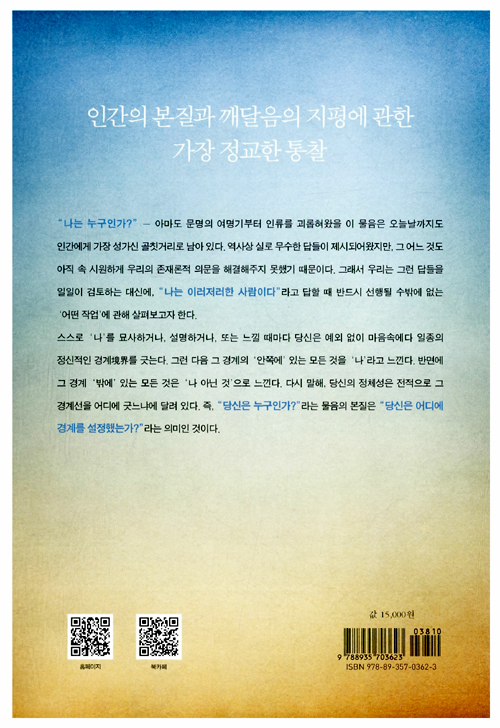 인간의 본질과 깨달음의 지평에 관한
가장 정교한 통찰
“나는 누구인가?” – 아마도 문명의 여명기부터 인류를 괴롭혀왔을 이 물음은 오늘날까지도
인간에게 가장 성가신 골칫거리로 남아 있다. 역사상 실로 무수한 답들이 제시되어왔지만, 그 어느 것도
아직 속 시원하게 우리의 존재론적 의문을 해결해주지 못했기 때문이다. 그래서 우리는 그런 답들을
일일이 검토하는 대신에, “나는 이러저러한 사람이다”라고 답할 때 반드시 선행될 수밖에 없는
‘어떤 작업’에 관해 살펴보고자 한다.
스스로 ‘나’를 묘사하거나, 설명하거나, 또는 느낄 때마다 당신은 예외 없이 마음속에다 일종의
정신적인 경계境界를 긋는다. 그런 다음 그 경계의 ‘안쪽에’ 있는 모든 것을 ‘나’라고 느낀다. 반면에
그 경계 ‘밖에’ 있는 모든 것은 ‘나 아닌 것’으로 느낀다. 다시 말해, 당신의 정체성은 전적으로 그
경계선을 어디에 긋느냐에 달려 있다. 즉, “당신은 누구인가?”라는 물음의 본질은 “당신은 어디에
경계를 설정했는가?”라는 의미인 것이다.
값 15,000원
03810
9 788935 703623
ISBN 978-89-357-0362-3
홈페이지
북카페